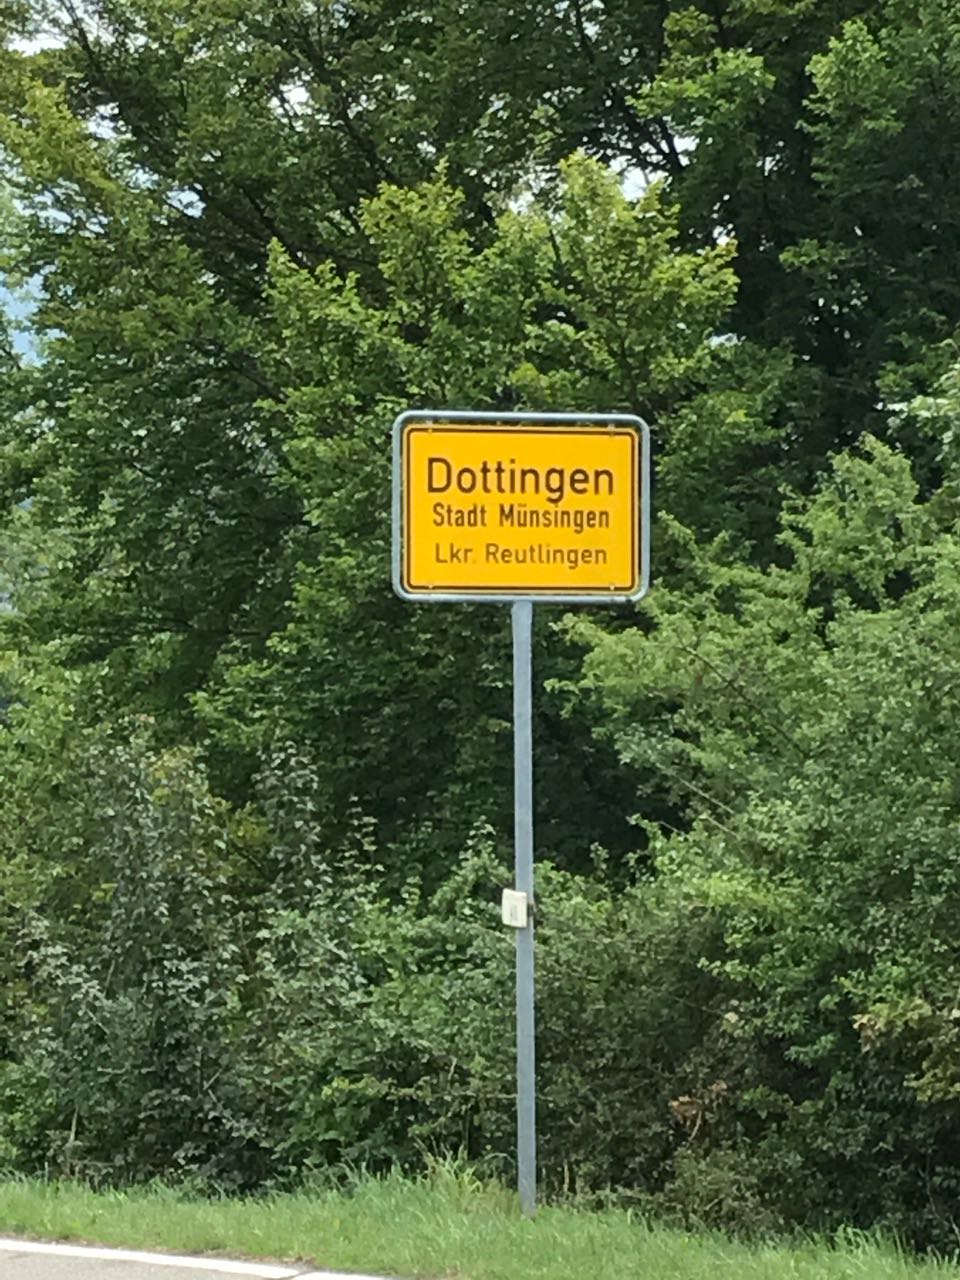 Dottingen
Stadt Münsingen
Lkr. Reutlingen